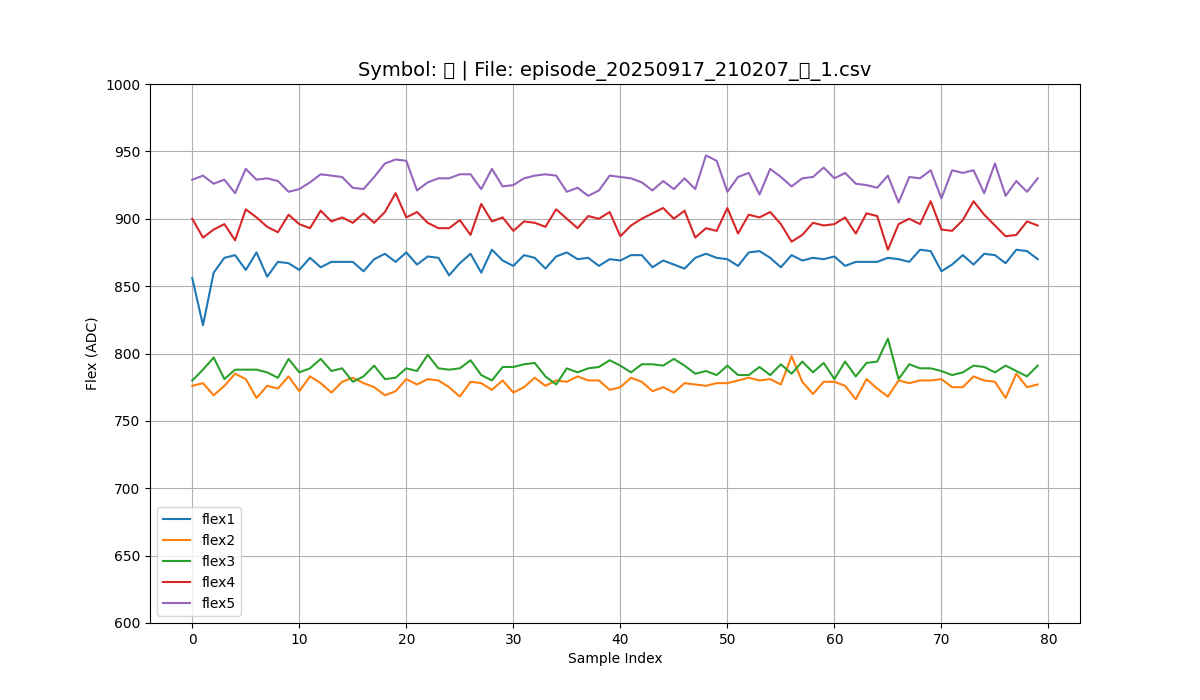 Symbol: | File: episode_20250917_210207_ _1.csv
1000
950
900
850
800
750
700
650
600
Flex (ADC)
flex1
flex2
flex3
flex4
flex5
0 10 20 30 40 50 60 70 80
Sample Index